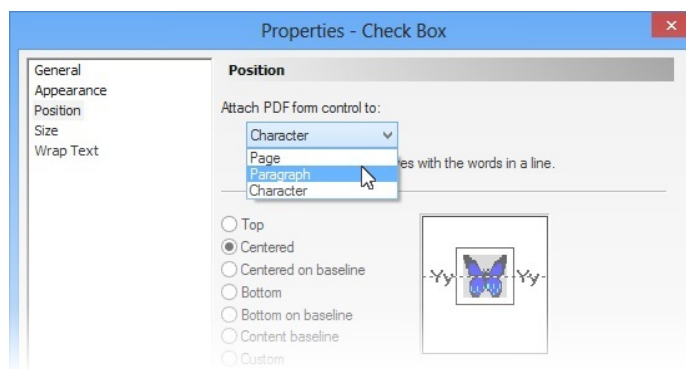 Properties - Check Box
General
Appearance
Position
Size
Wrap Text
Position
Attach PDF form control to:
Character
Page
Paragraph
Character
with the words in a line.
Top
Centered
Centered on baseline
Bottom
Bottom on baseline
Content baseline
Custom
Yy Yy